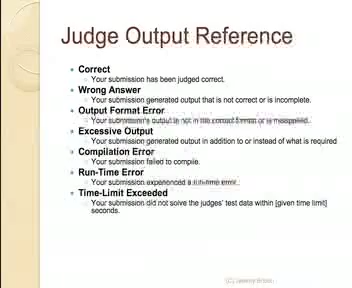 Judge Output Reference
Correct
Your submission has been judged correct.
Wrong Answer
Your submission generated output that is not correct or is incomplete.
Output Format Error
Your submission's output is not in the correct format or is misspelled.
Excessive Output
Your submission generated output in addition to or instead of what is required
Compilation Error
Your submission failed to compile.
Run-Time Error
Your submission experienced a run-time error.
Time-Limit Exceeded
Your submission did not solve the judges' test data within [given time limit]
seconds.
(C)